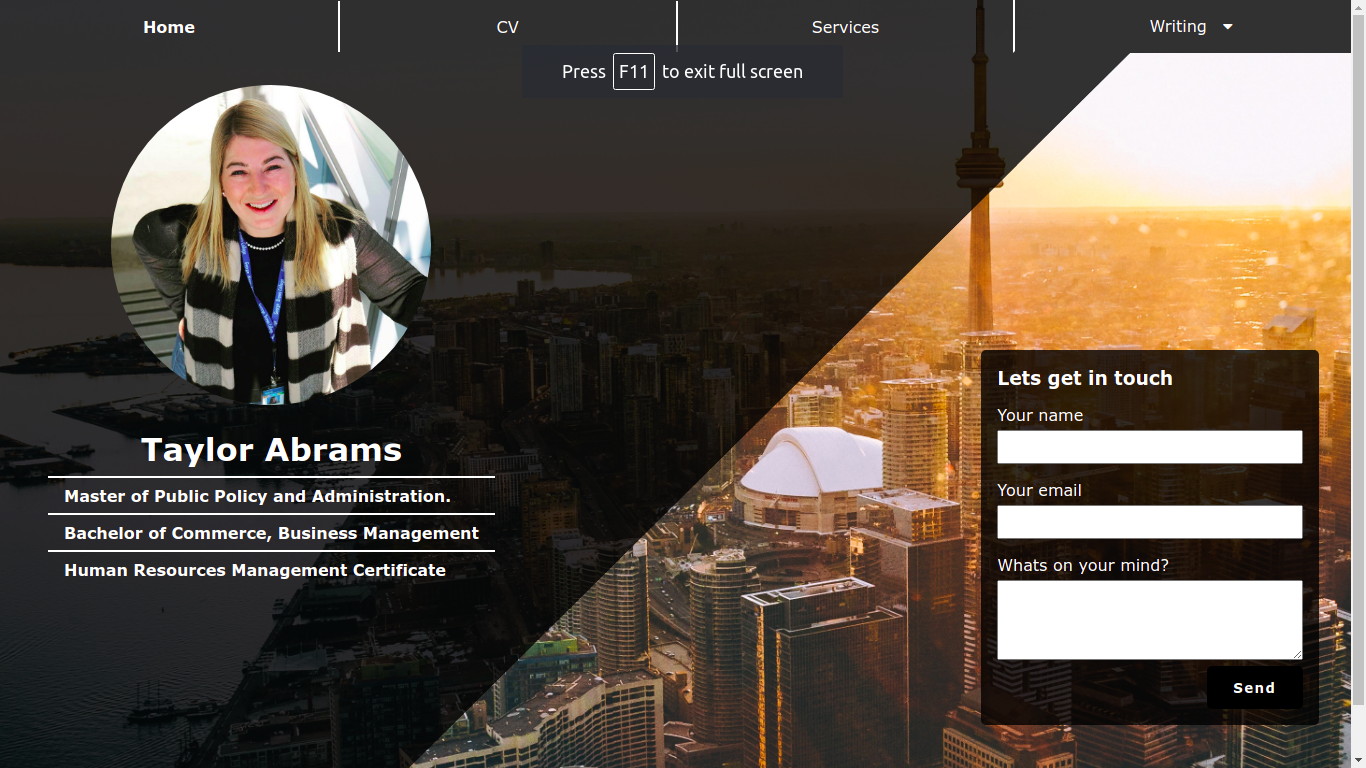 Home
CV
Services
Writing
Press F11 to exit full screen
Taylor Abrams
Master of Public Policy and Administration.
Bachelor of Commerce, Business Management
Human Resources Management Certificate
Lets get in touch
Your name
Your email
Whats on your mind?
Send